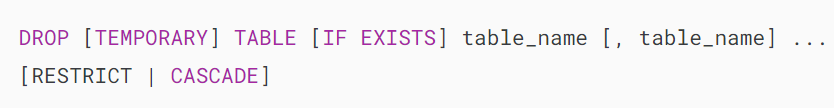 DROP [TEMPORARY] TABLE [IF EXISTS] table_name [, table_name] ...
[RESTRICT | CASCADE]